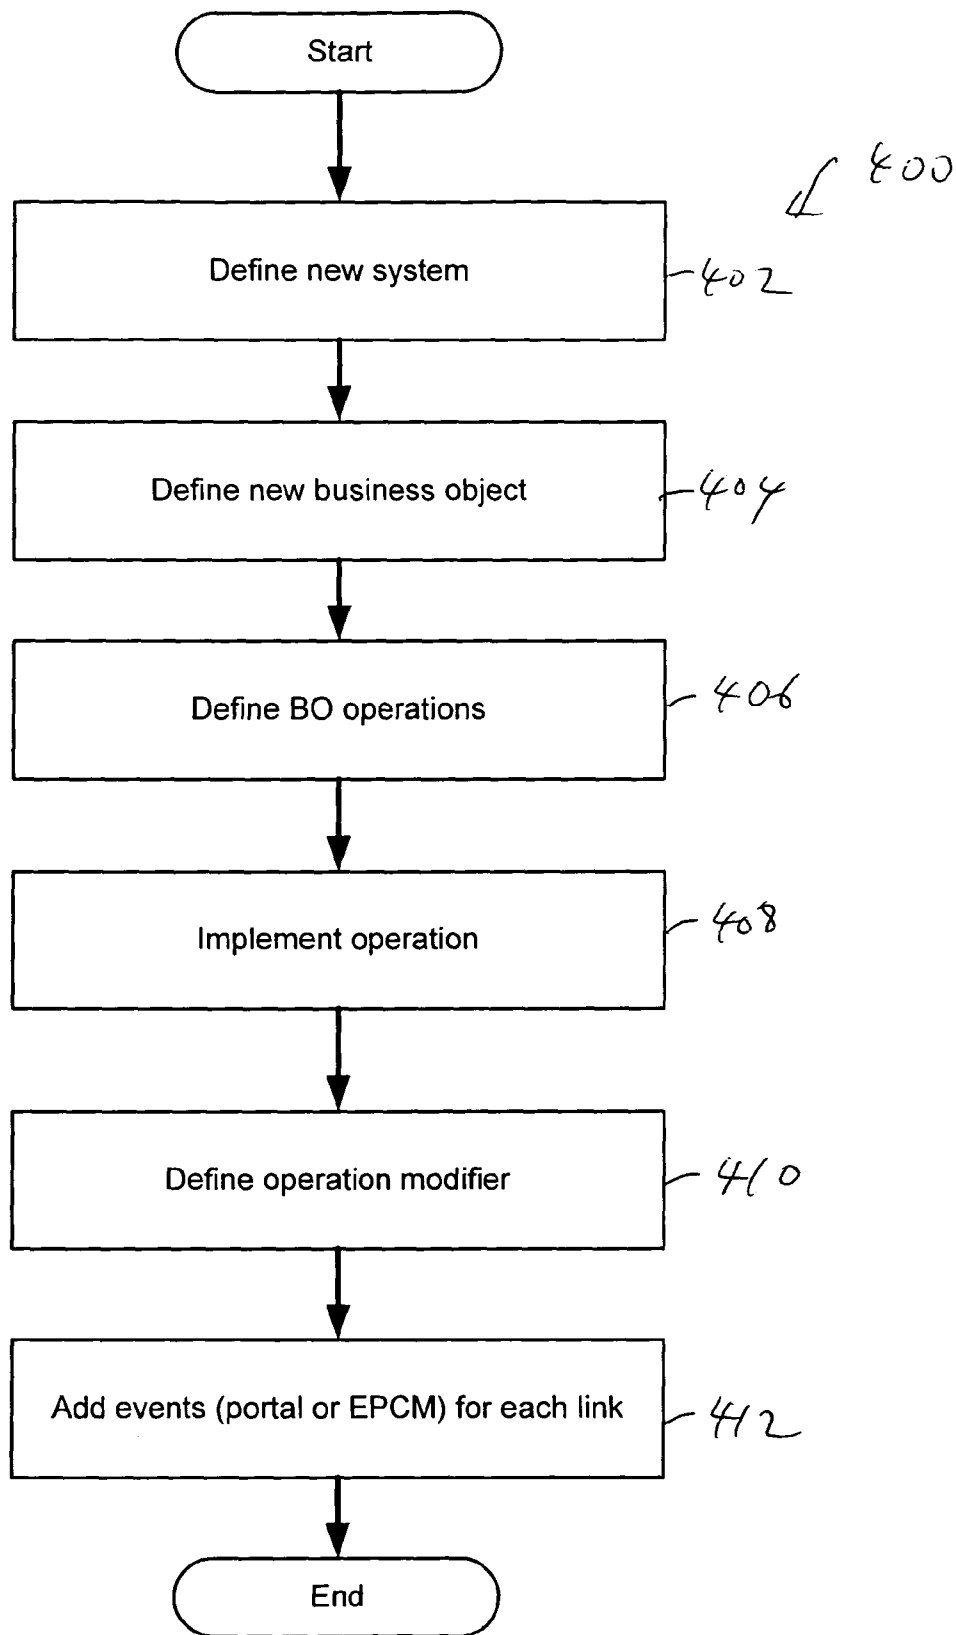 Start
400
Define new system
402
Define new business object
404
Define BO operations
406
Implement operation
408
Define operation modifier
410
Add events (portal or EPCM) for each link
412
End